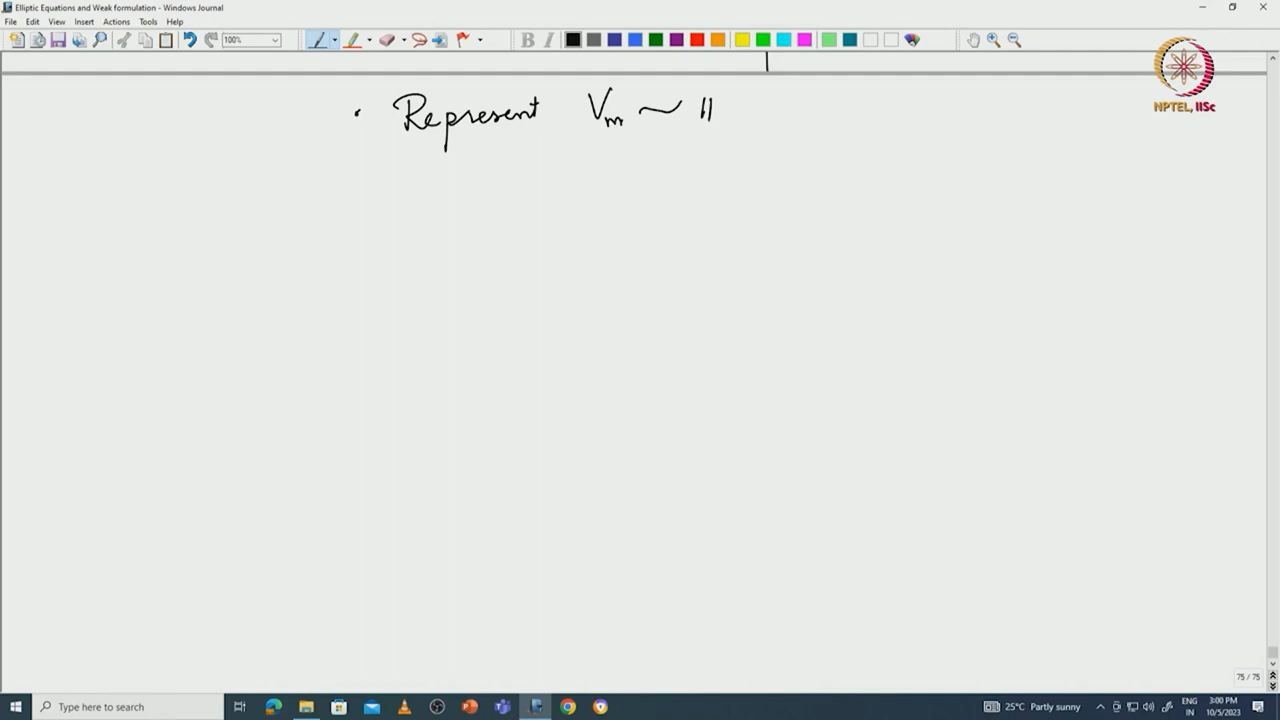 Elliptic Equations and Weak formulation - Windows Journal
File Edit View Insert Actions Tools Help
100% B I
NPTEL, IISc
· Represent Vm ~ ||
75 / 75
Type here to search
25°C Partly sunny
ENG
IN
3:00 PM
10/5/2023